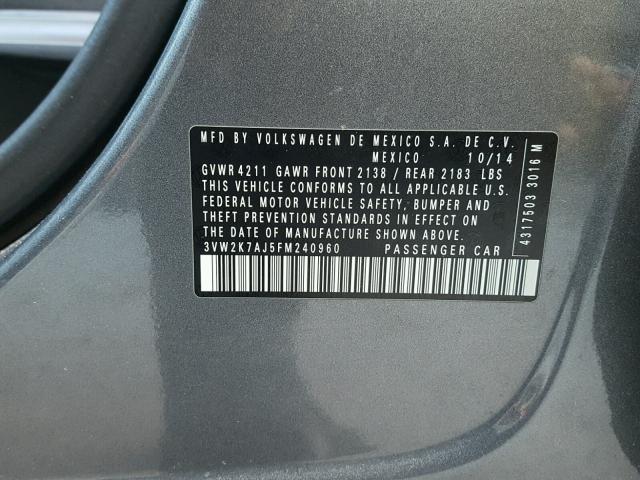 MFD BY VOLKSWAGEN DE MEXICO S.A. DE C.V.
MEXICO 10/14
GVWR 4211 GAWR FRONT 2138 / REAR 2183 LBS
THIS VEHICLE CONFORMS TO ALL APPLICABLE U.S.
FEDERAL MOTOR VEHICLE SAFETY, BUMPER AND
THEFT PREVENTION STANDARDS IN EFFECT ON
THE DATE OF MANUFACTURE SHOWN ABOVE.
3VW2K7AJ5FM240960 PASSENGER CAR
4317503 3016 M